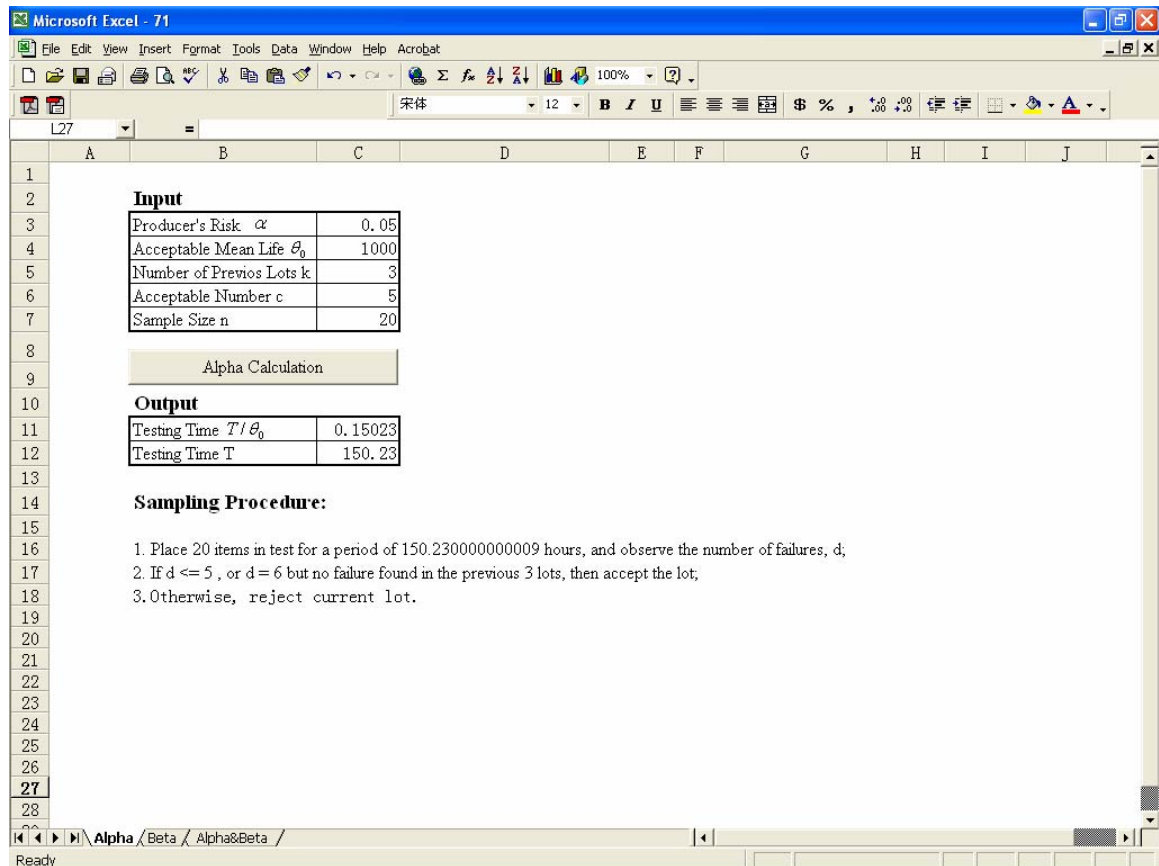 Microsoft Excel - 71
File Edit View Insert Format Tools Data Window Help Acrobat
100%
宋体 12 B I U $ % ,
L27 =
A B C D E F G H I J
1
2 Input
3 Producer's Risk α 0.05
4 Acceptable Mean Life θ₀ 1000
5 Number of Previos Lots k 3
6 Acceptable Number c 5
7 Sample Size n 20
8
Alpha Calculation
9
10 Output
11 Testing Time T/θ₀ 0.15023
12 Testing Time T 150.23
13
14 Sampling Procedure:
15
16 1. Place 20 items in test for a period of 150.230000000009 hours, and observe the number of failures, d;
17 2. If d <= 5 , or d = 6 but no failure found in the previous 3 lots, then accept the lot;
18 3.Otherwise, reject current lot.
19
20
21
22
23
24
25
26
27
28
Alpha / Beta / Alpha&Beta /
Ready